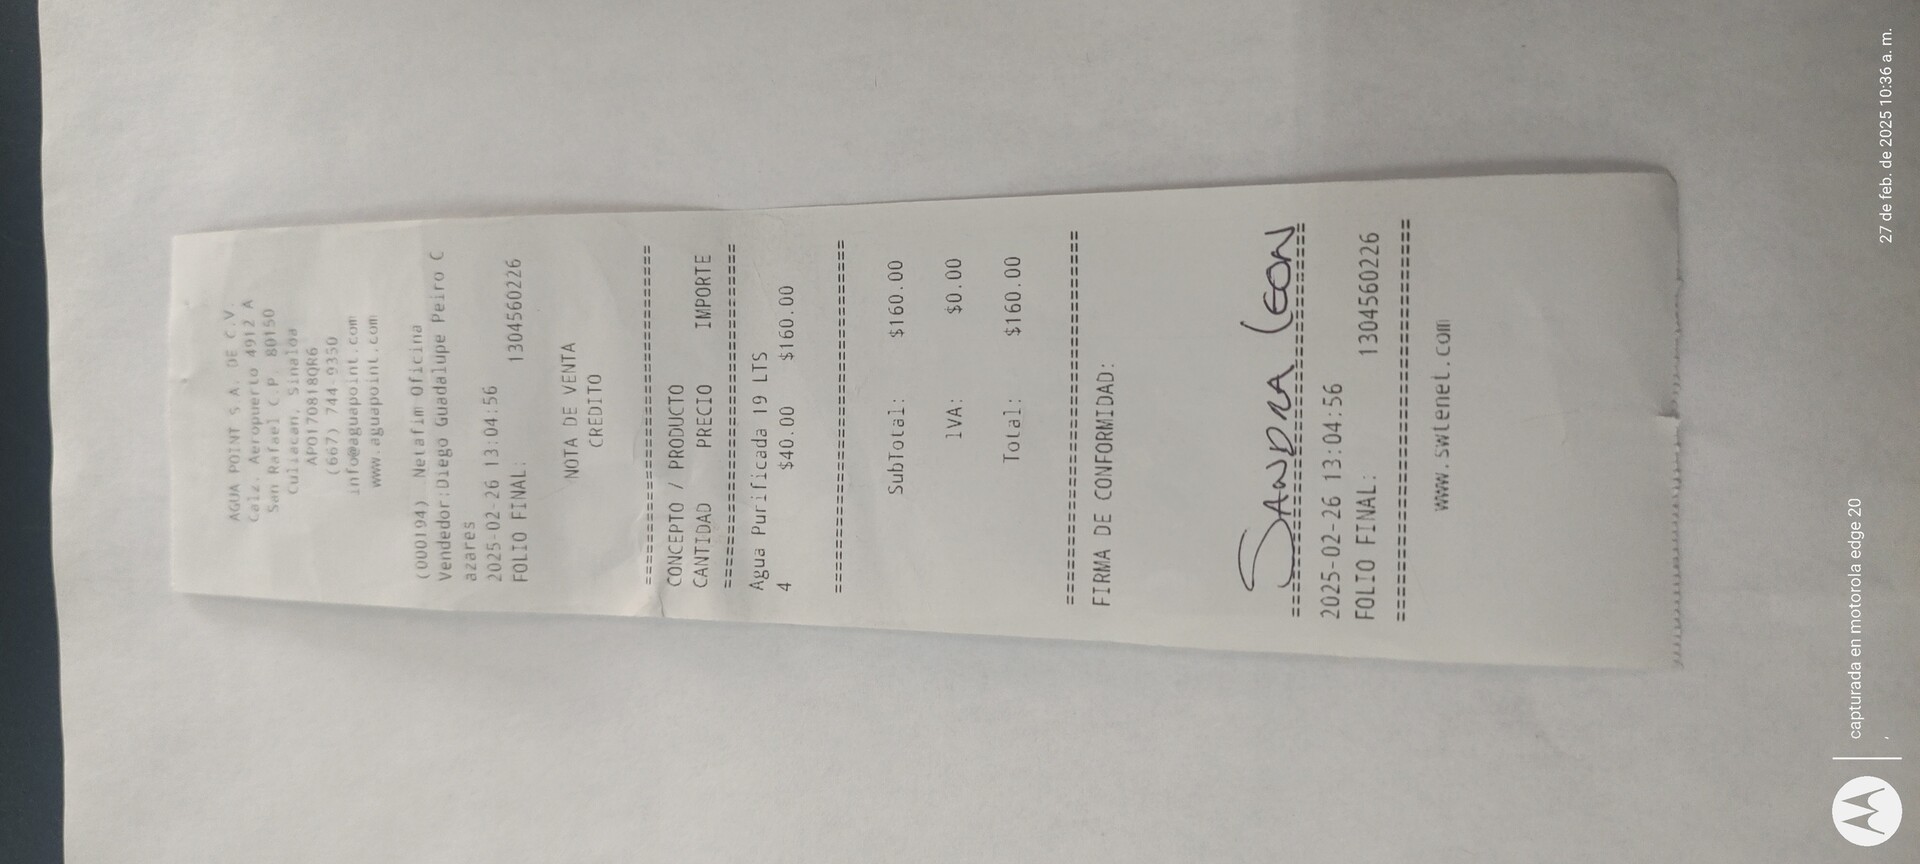 AGUA POINT S.A. DE C.V.
Calz. Aeropuerto 4912 A
San Rafael C.P. 80150
Culiacan, Sinaloa
APO170818QR6
(667) 744-9350
info@aguapoint.com
www.aguapoint.com
(000194) Netafim Oficina
Vendedor:Diego Guadalupe Peiro C
azares
2025-02-26 13:04:56
FOLIO FINAL: 1304560226
NOTA DE VENTA
CREDITO
================================
CONCEPTO / PRODUCTO
CANTIDAD PRECIO IMPORTE
================================
Agua Purificada 19 LTS
4 $40.00 $160.00
================================
SubTotal: $160.00
IVA: $0.00
Total: $160.00
================================
FIRMA DE CONFORMIDAD:
SANDRA LEON
================================
2025-02-26 13:04:56
FOLIO FINAL: 1304560226
================================
www.swtenet.com
capturada en motorola edge 20
27 de feb. de 2025 10:36 a. m.